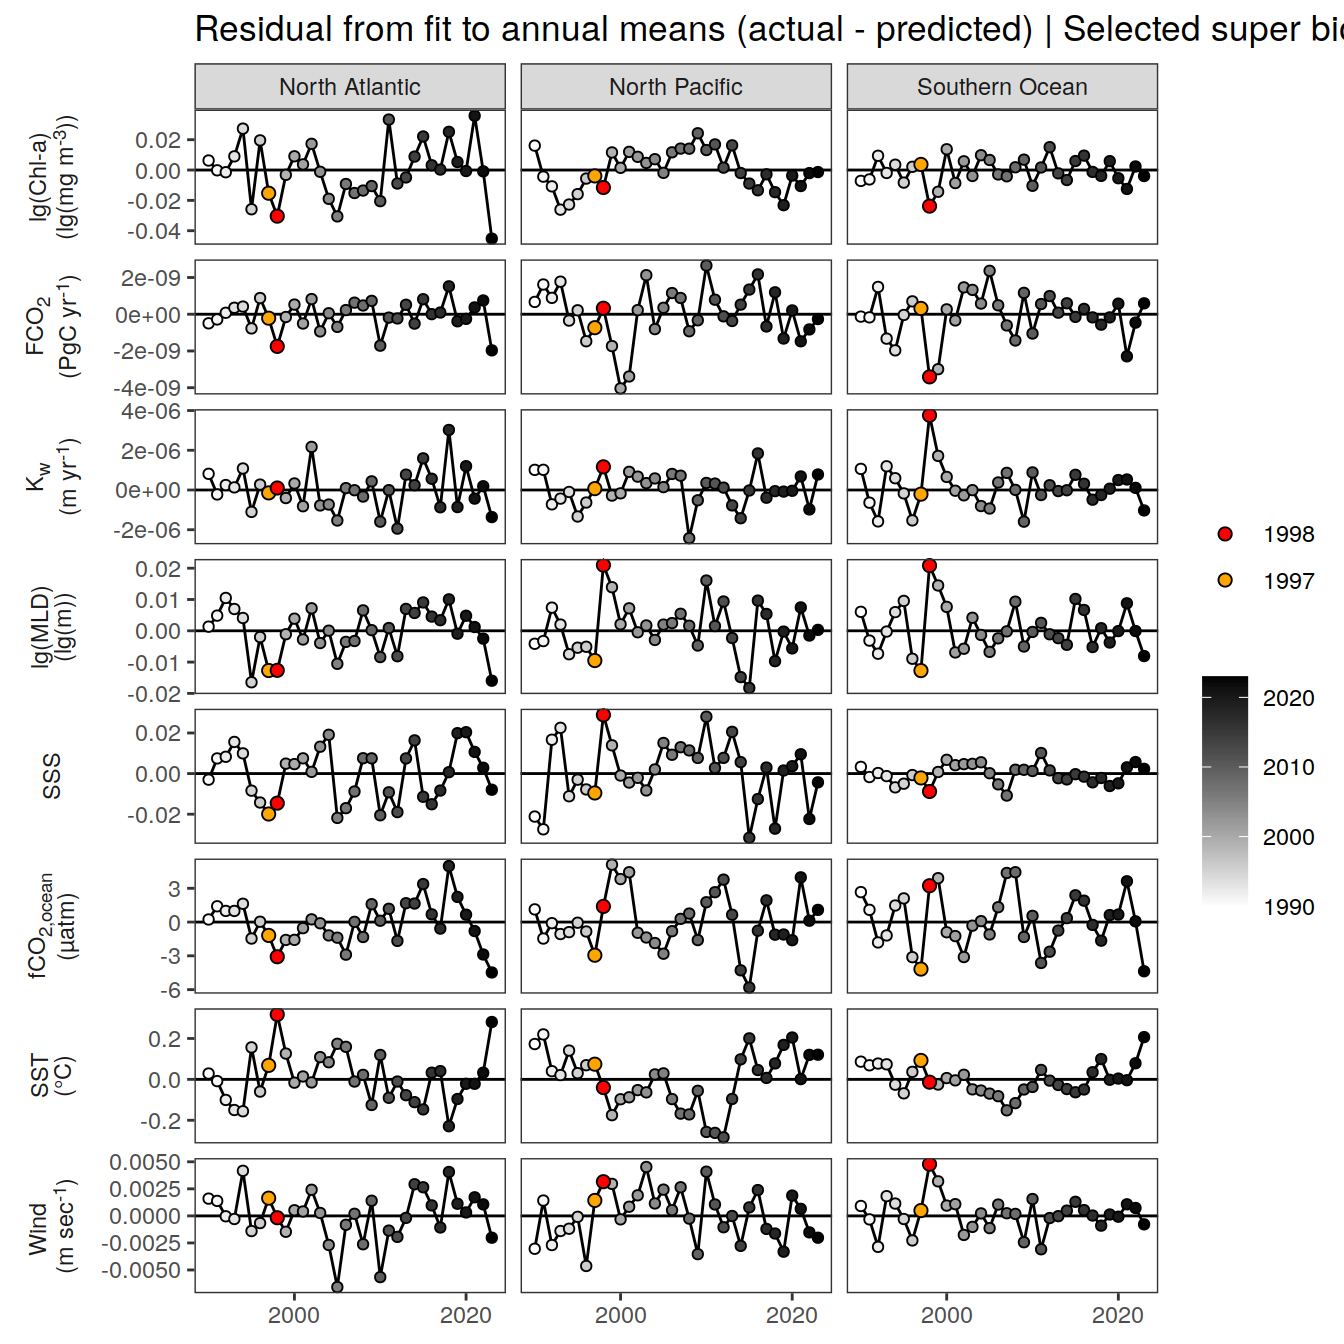 Residual from fit to annual means (actual - predicted) | Selected super
North Atlantic
North Pacific
Southern Ocean
lg(Chl-a)
(lg(mg m⁻³))
0.02
0.00
-0.02
-0.04
FCO₂
(PgC yr⁻¹)
2e-09
0e+00
-2e-09
-4e-09
K_w
(m yr⁻¹)
4e-06
2e-06
0e+00
-2e-06
lg(MLD)
(lg(m))
0.02
0.01
0.00
-0.01
-0.02
SSS
0.02
0.00
-0.02
fCO₂,ocean
(µatm)
3
0
-3
-6
SST
(°C)
0.2
0.0
-0.2
Wind
(m sec⁻¹)
0.0050
0.0025
0.0000
-0.0025
-0.0050
2000
2020
2000
2020
2000
2020
1998
1997
2020
2010
2000
1990